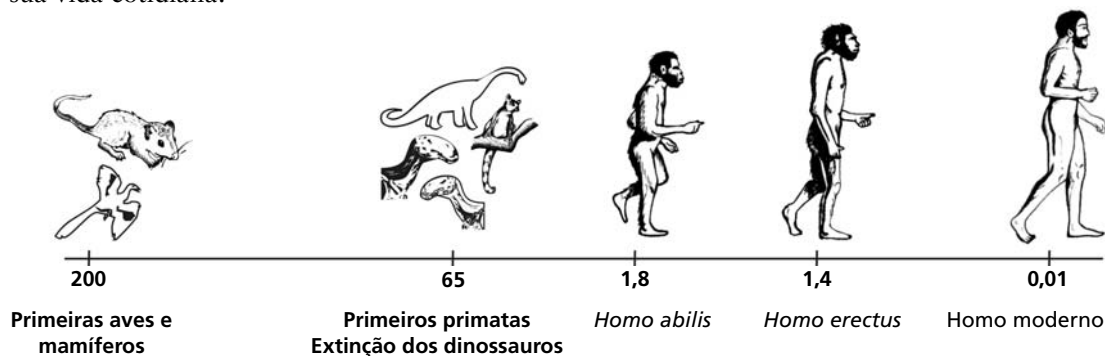 sua vida cotidiana.
200
65
1,8
1,4
0,01
Primeiras aves e
mamíferos
Primeiros primatas
Extinção dos dinossauros
Homo abilis
Homo erectus
Homo moderno